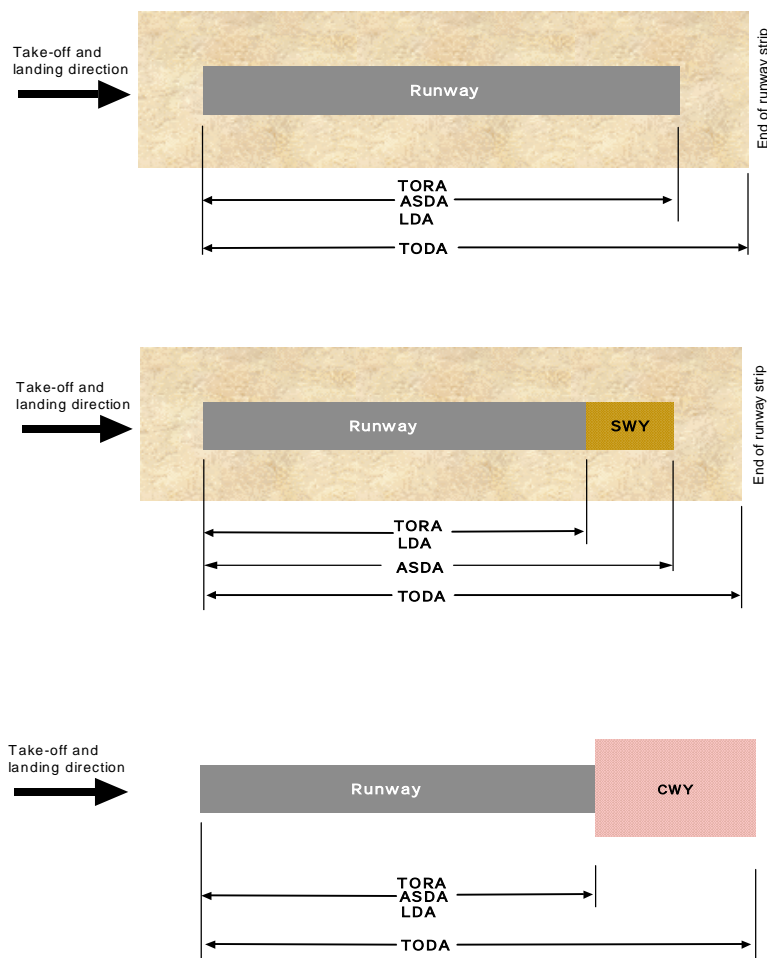 Take-off and
landing direction
Runway
End of runway strip
TORA
ASDA
LDA
TODA
Take-off and
landing direction
Runway
SWY
End of runway strip
TORA
LDA
ASDA
TODA
Take-off and
landing direction
Runway
CWY
TORA
ASDA
LDA
TODA